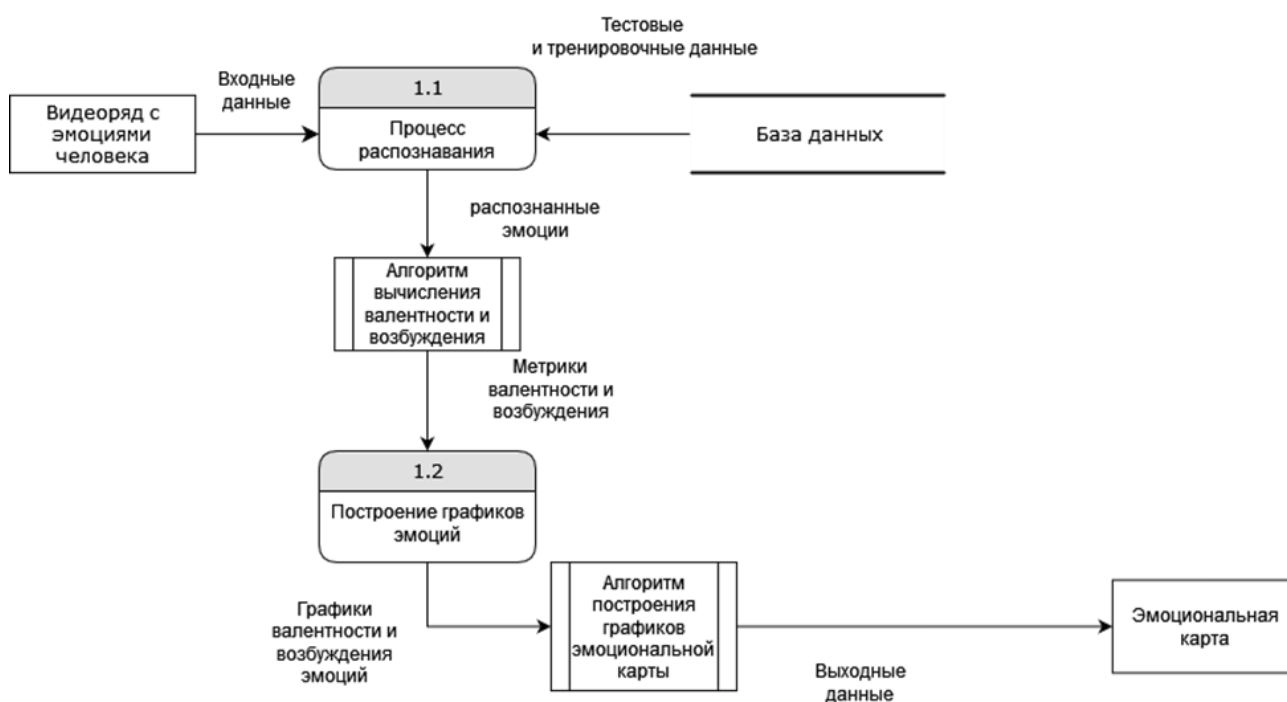 Тестовые
и тренировочные данные
Входные
данные
1.1
Видеоряд с
эмоциями
человека
Процесс
распознавания
База данных
распознанные
эмоции
Алгоритм
вычисления
валентности и
возбуждения
Метрики
валентности и
возбуждения
1.2
Построение графиков
эмоций
Графики
валентности и
возбуждения
эмоций
Алгоритм
построения
графиков
эмоциональной
карты
Выходные
данные
Эмоциональная
карта